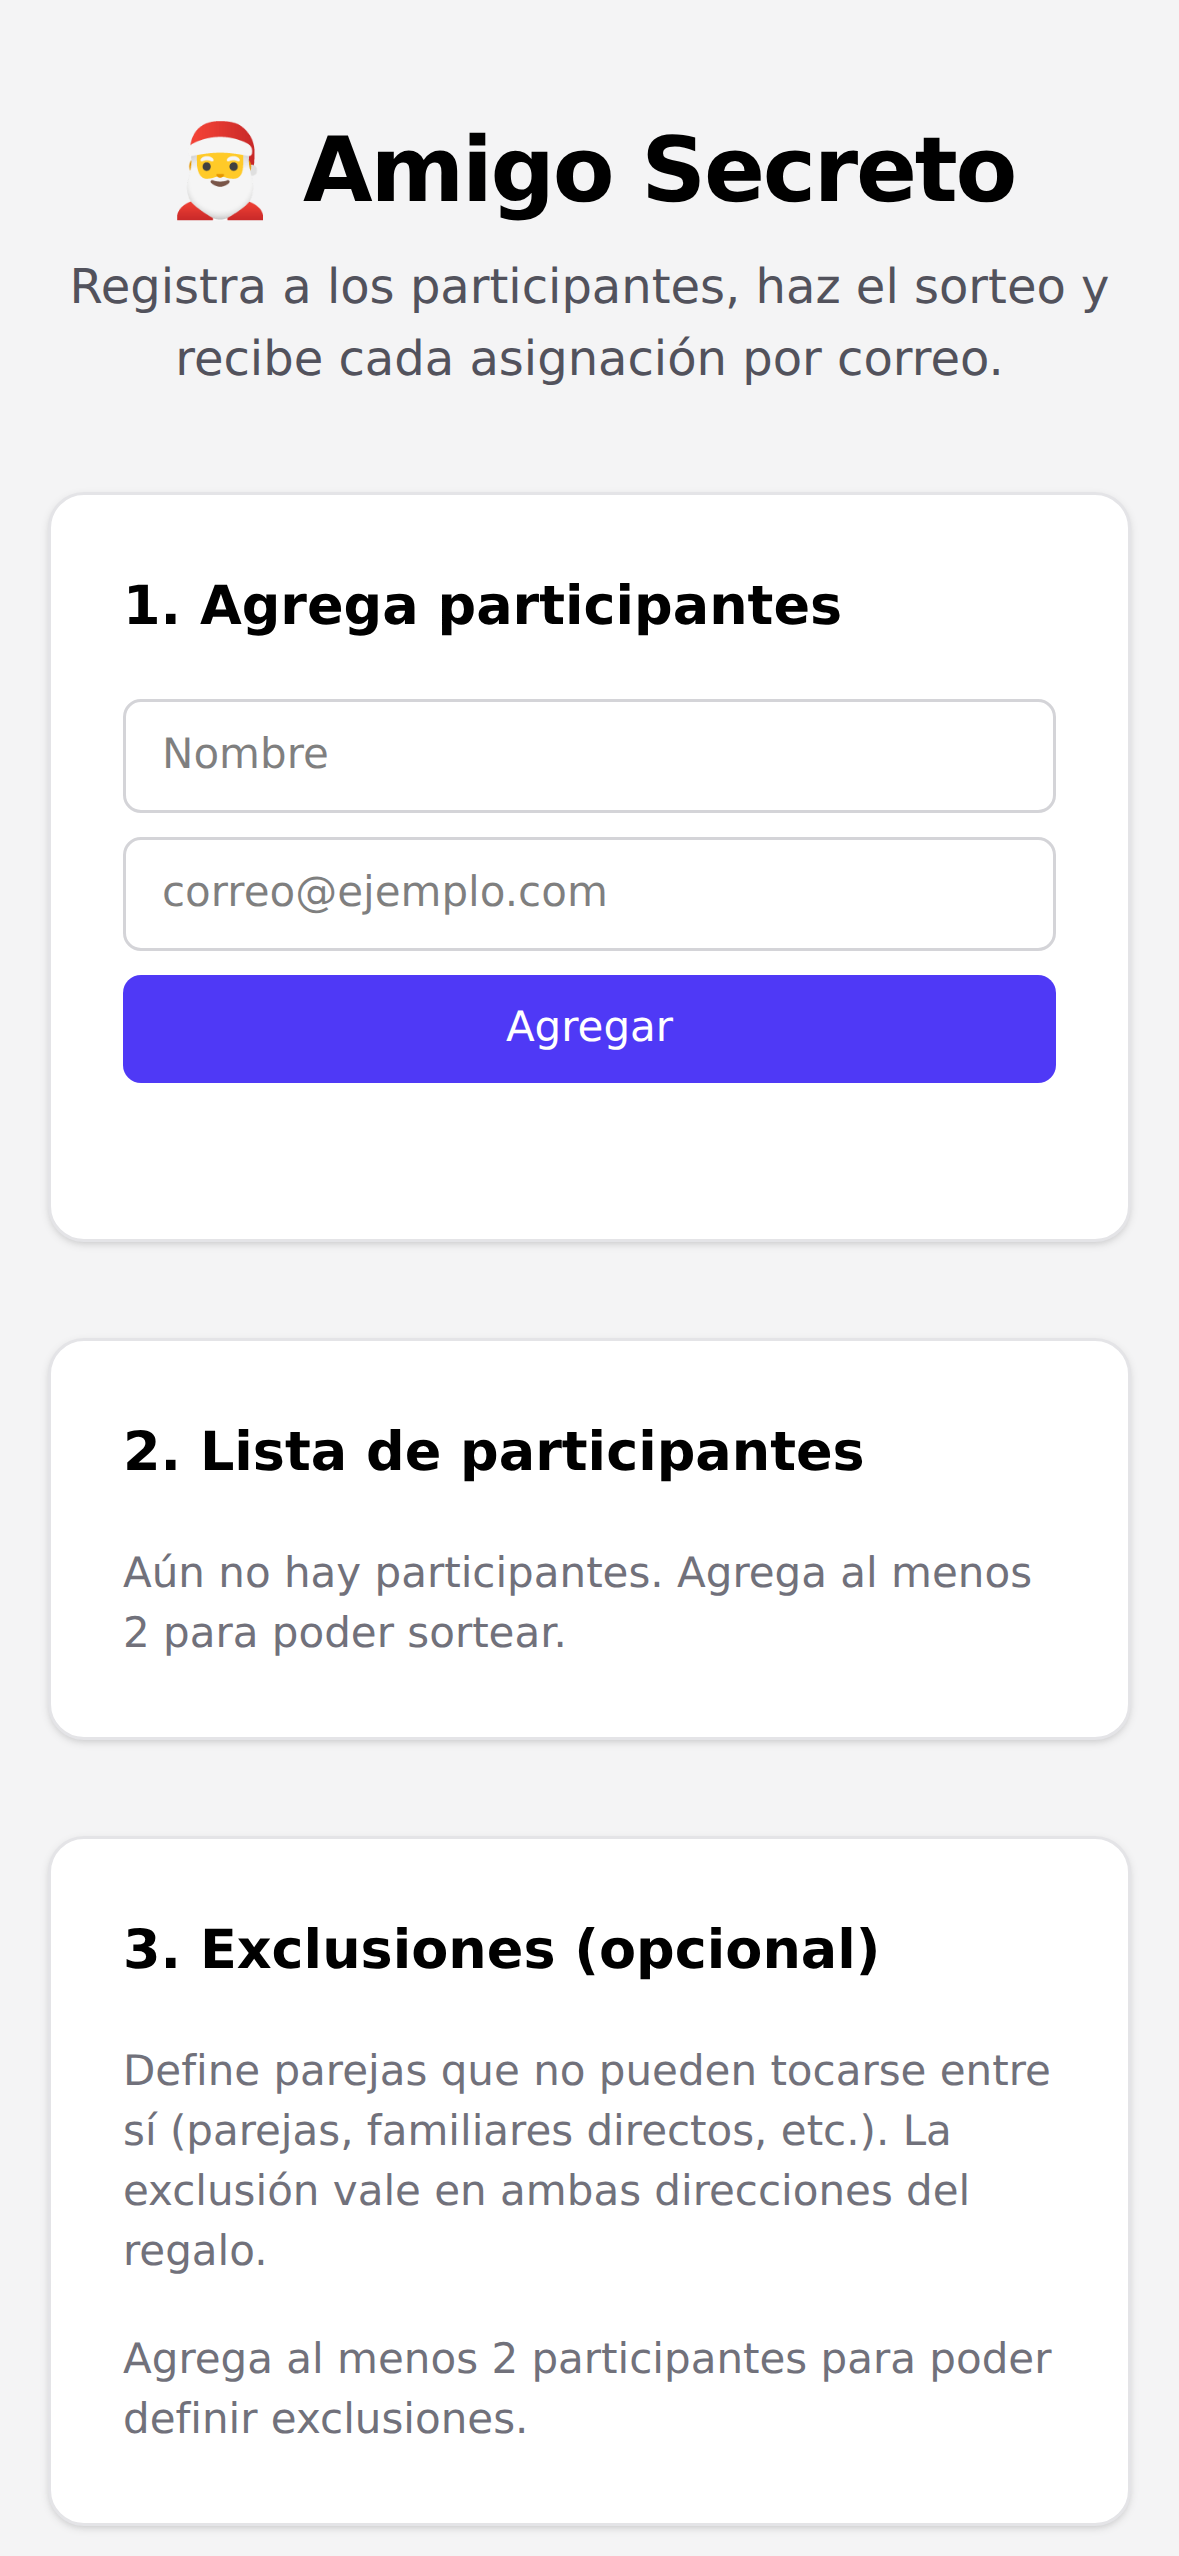 🎅 Amigo Secreto
Registra a los participantes, haz el sorteo y
recibe cada asignación por correo.
1. Agrega participantes
Nombre
correo@ejemplo.com
Agregar
2. Lista de participantes
Aún no hay participantes. Agrega al menos
2 para poder sortear.
3. Exclusiones (opcional)
Define parejas que no pueden tocarse entre
sí (parejas, familiares directos, etc.). La
exclusión vale en ambas direcciones del
regalo.
Agrega al menos 2 participantes para poder
definir exclusiones.